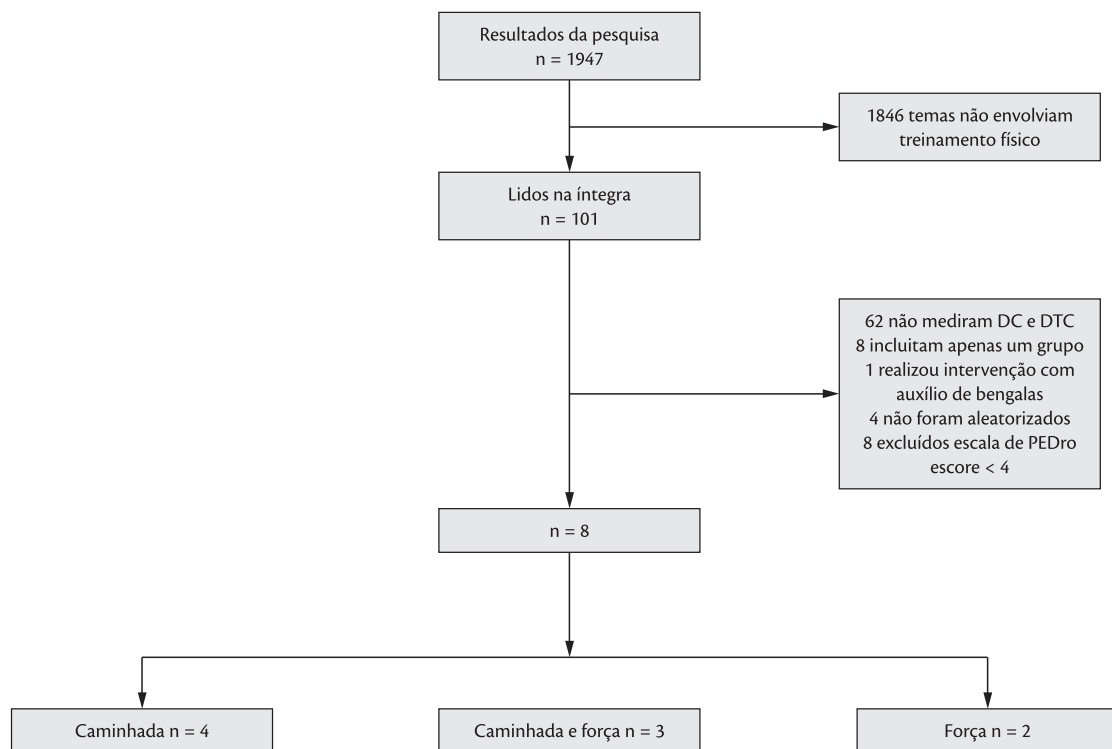 Resultados da pesquisa
n = 1947
1846 temas não envolviam
treinamento físico
Lidos na íntegra
n = 101
62 não mediram DC e DTC
8 incluitam apenas um grupo
1 realizou intervenção com
auxílio de bengalas
4 não foram aleatorizados
8 excluídos escala de PEDro
escore < 4
n = 8
Caminhada n = 4
Caminhada e força n = 3
Força n = 2